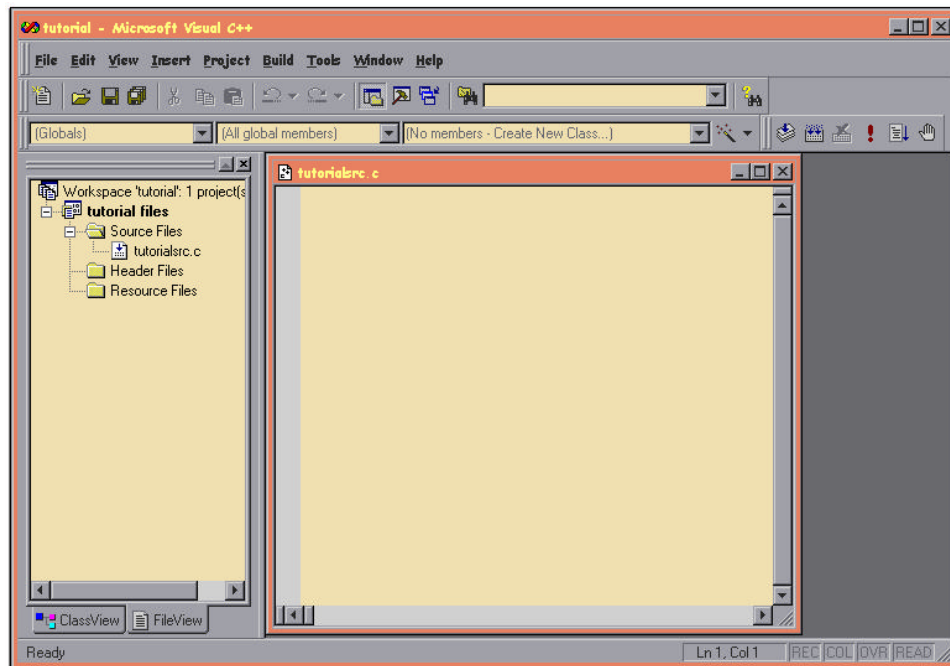 tutorial - Microsoft Visual C++
File Edit View Insert Project Build Tools Window Help
(Globals) (All global members) (No members - Create New Class...)
Workspace 'tutorial': 1 project(s
tutorial files
Source Files
tutorialsrc.c
Header Files
Resource Files
ClassView FileView
tutorialsrc.c
Ready Ln 1, Col 1 REC COL OVR READ